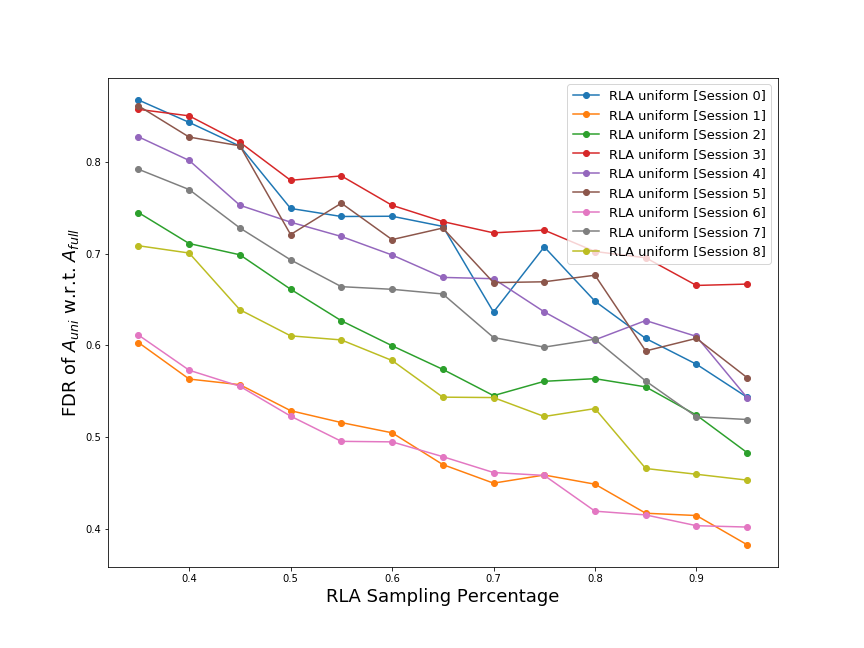 RLA uniform [Session 0]
RLA uniform [Session 1]
RLA uniform [Session 2]
RLA uniform [Session 3]
RLA uniform [Session 4]
RLA uniform [Session 5]
RLA uniform [Session 6]
RLA uniform [Session 7]
RLA uniform [Session 8]
FDR of A_uni w.r.t. A_full
0.8
0.7
0.6
0.5
0.4
0.4 0.5 0.6 0.7 0.8 0.9
RLA Sampling Percentage